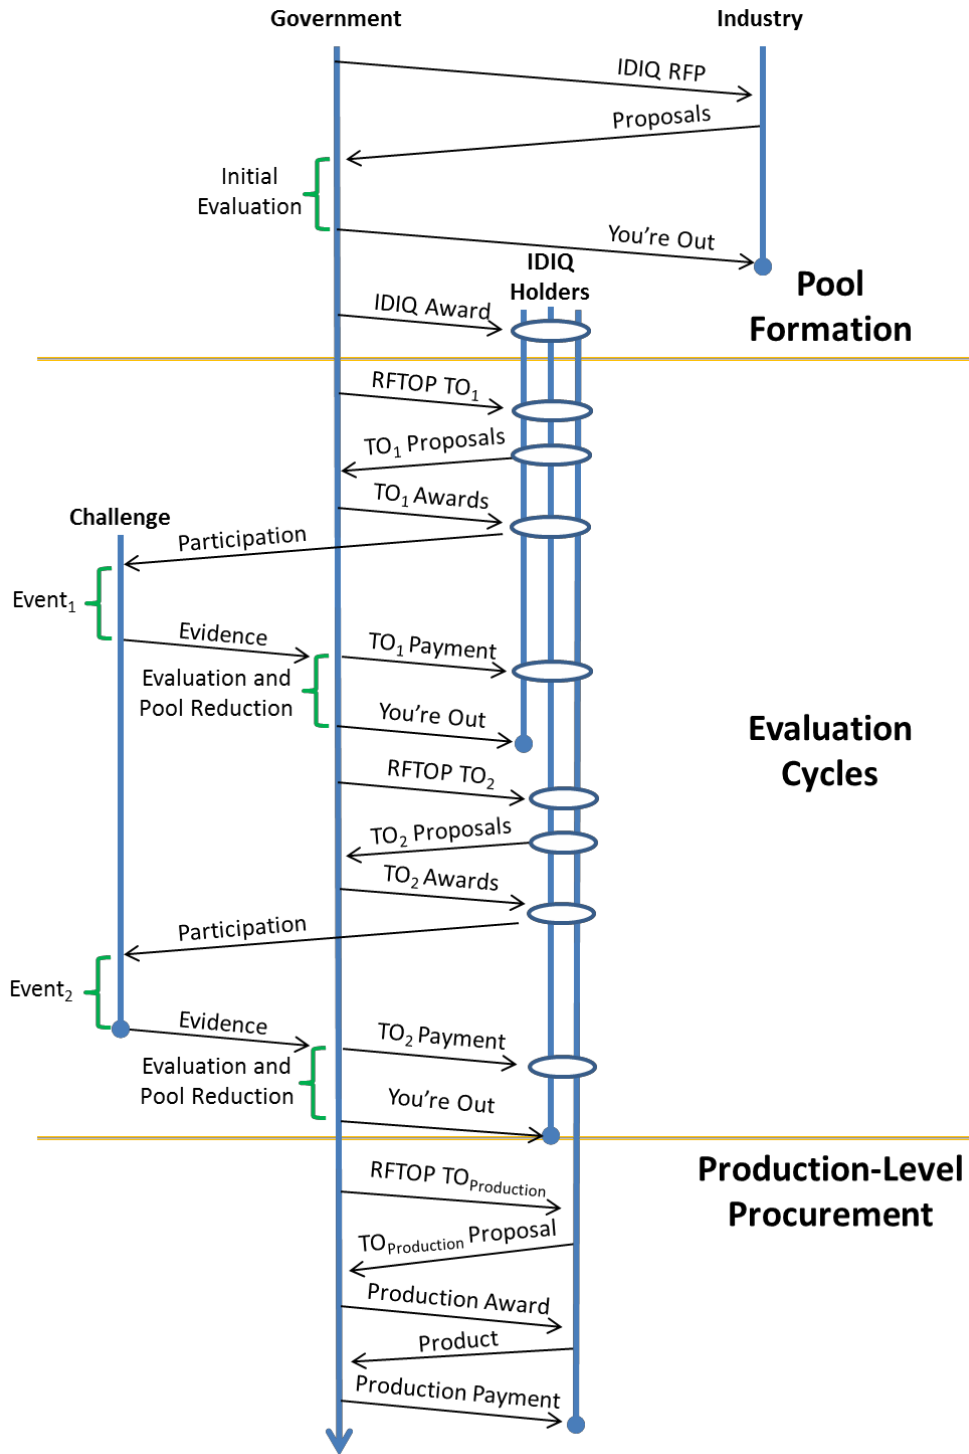 Government
Industry
IDIQ RFP
Proposals
Initial
Evaluation
You're Out
IDIQ
Holders
Pool
Formation
IDIQ Award
RFTOP TO₁
TO₁ Proposals
TO₁ Awards
Challenge
Participation
Event₁
Evidence
TO₁ Payment
Evaluation and
Pool Reduction
You're Out
Evaluation
Cycles
RFTOP TO₂
TO₂ Proposals
TO₂ Awards
Participation
Event₂
Evidence
TO₂ Payment
Evaluation and
Pool Reduction
You're Out
Production-Level
Procurement
RFTOP TO_Production
TO_Production Proposal
Production Award
Product
Production Payment